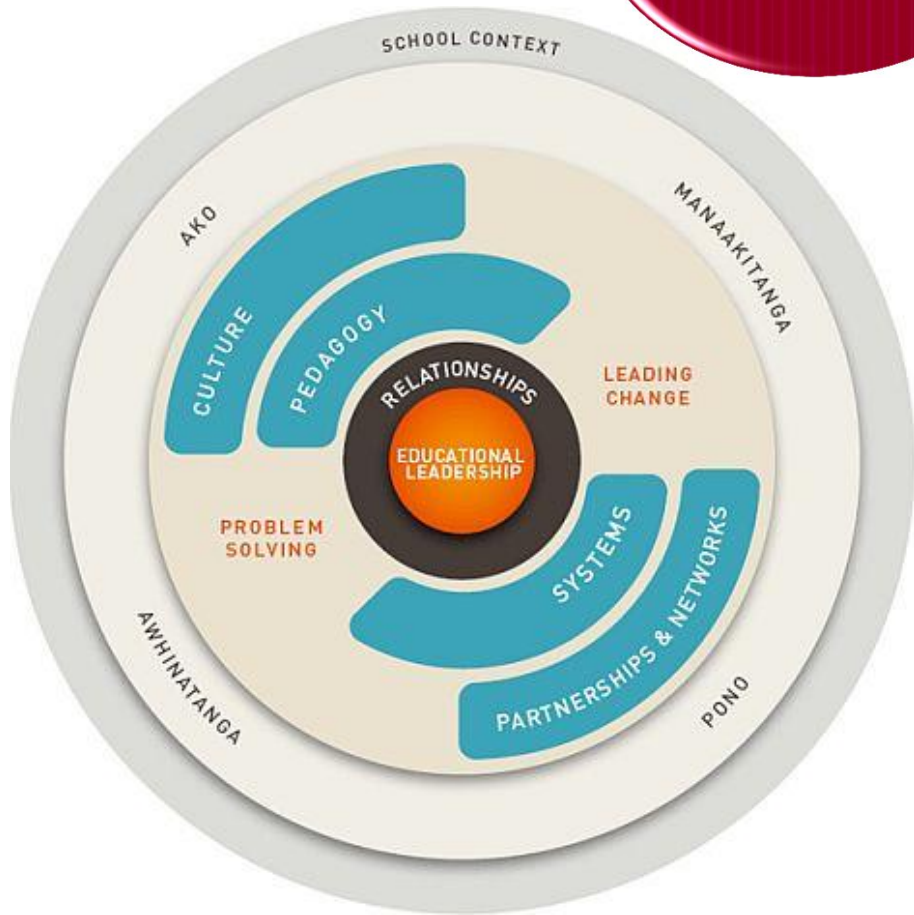 SCHOOL CONTEXT
AKO
MANAAKITANGA
CULTURE
PEDAGOGY
RELATIONSHIPS
EDUCATIONAL
LEADERSHIP
LEADING
CHANGE
PROBLEM
SOLVING
SYSTEMS
PARTNERSHIPS & NETWORKS
AWHINATANGA
PONO